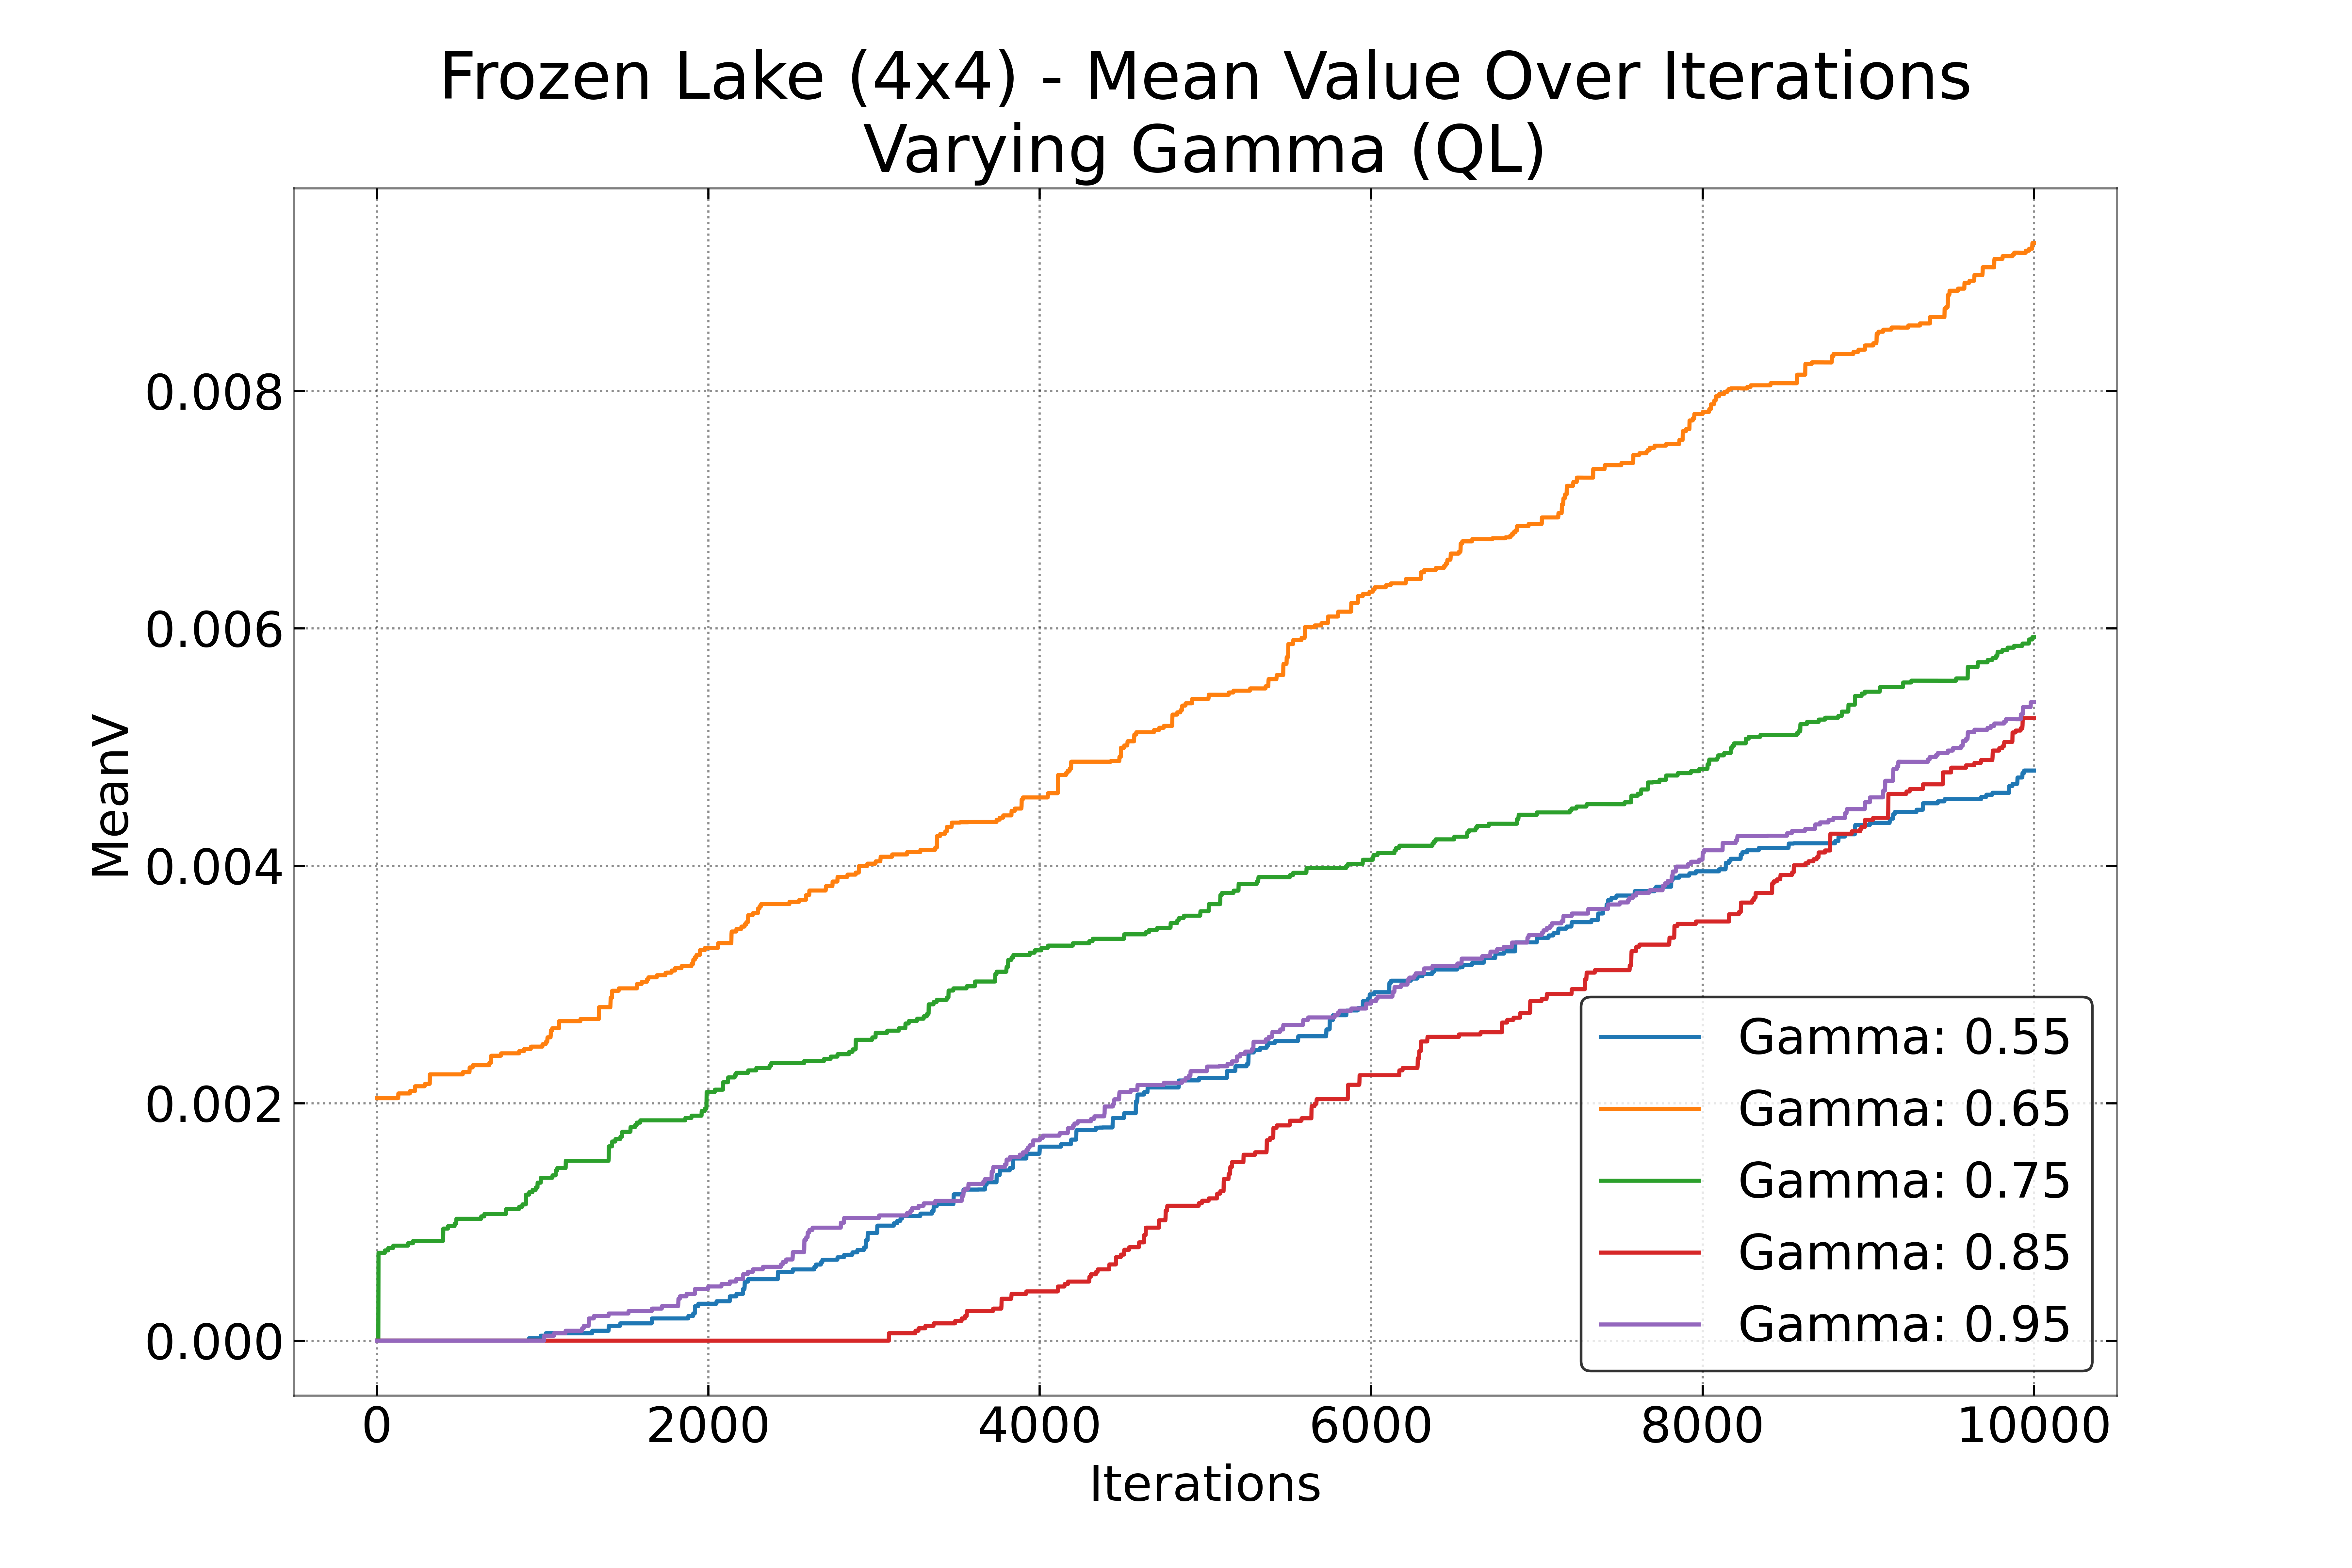 Frozen Lake (4x4) - Mean Value Over Iterations
Varying Gamma (QL)
MeanV
0.008
0.006
0.004
0.002
0.000
0 2000 4000 6000 8000 10000
Iterations
Gamma: 0.55
Gamma: 0.65
Gamma: 0.75
Gamma: 0.85
Gamma: 0.95